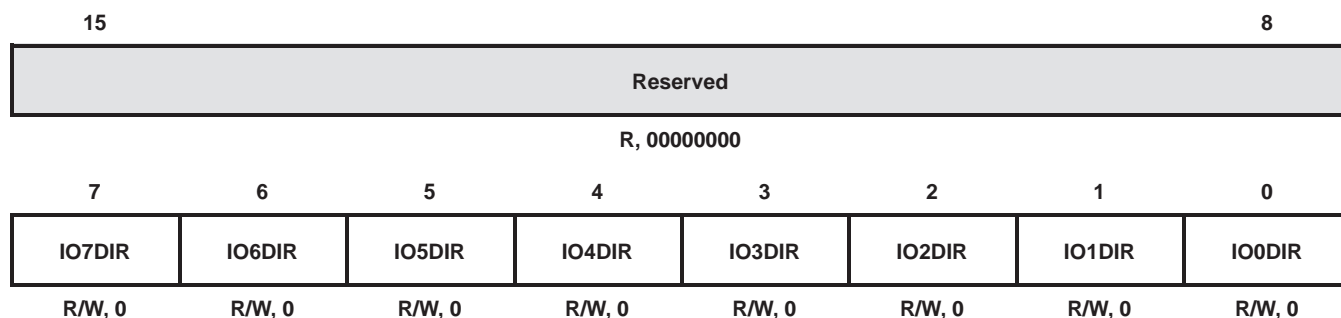 15 8
Reserved
R, 00000000
7 6 5 4 3 2 1 0
IO7DIR IO6DIR IO5DIR IO4DIR IO3DIR IO2DIR IO1DIR IO0DIR
R/W, 0 R/W, 0 R/W, 0 R/W, 0 R/W, 0 R/W, 0 R/W, 0 R/W, 0